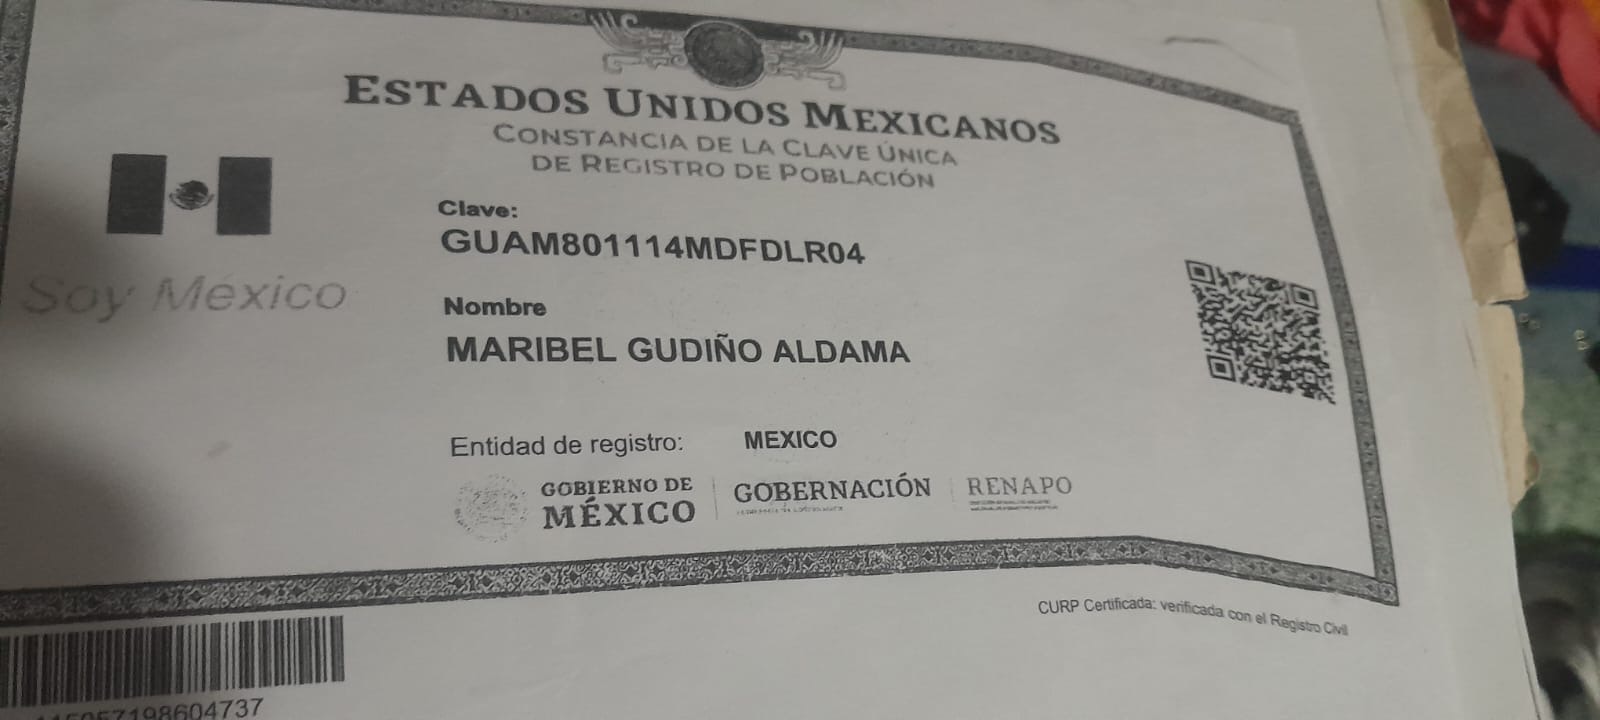 ESTADOS UNIDOS MEXICANOS
CONSTANCIA DE LA CLAVE ÚNICA
DE REGISTRO DE POBLACIÓN
Soy México
Clave:
GUAM801114MDFDLR04
Nombre
MARIBEL GUDIÑO ALDAMA
Entidad de registro: MEXICO
GOBIERNO DE
MÉXICO
GOBERNACIÓN
RENAPO
CURP Certificada: verificada con el Registro Civil